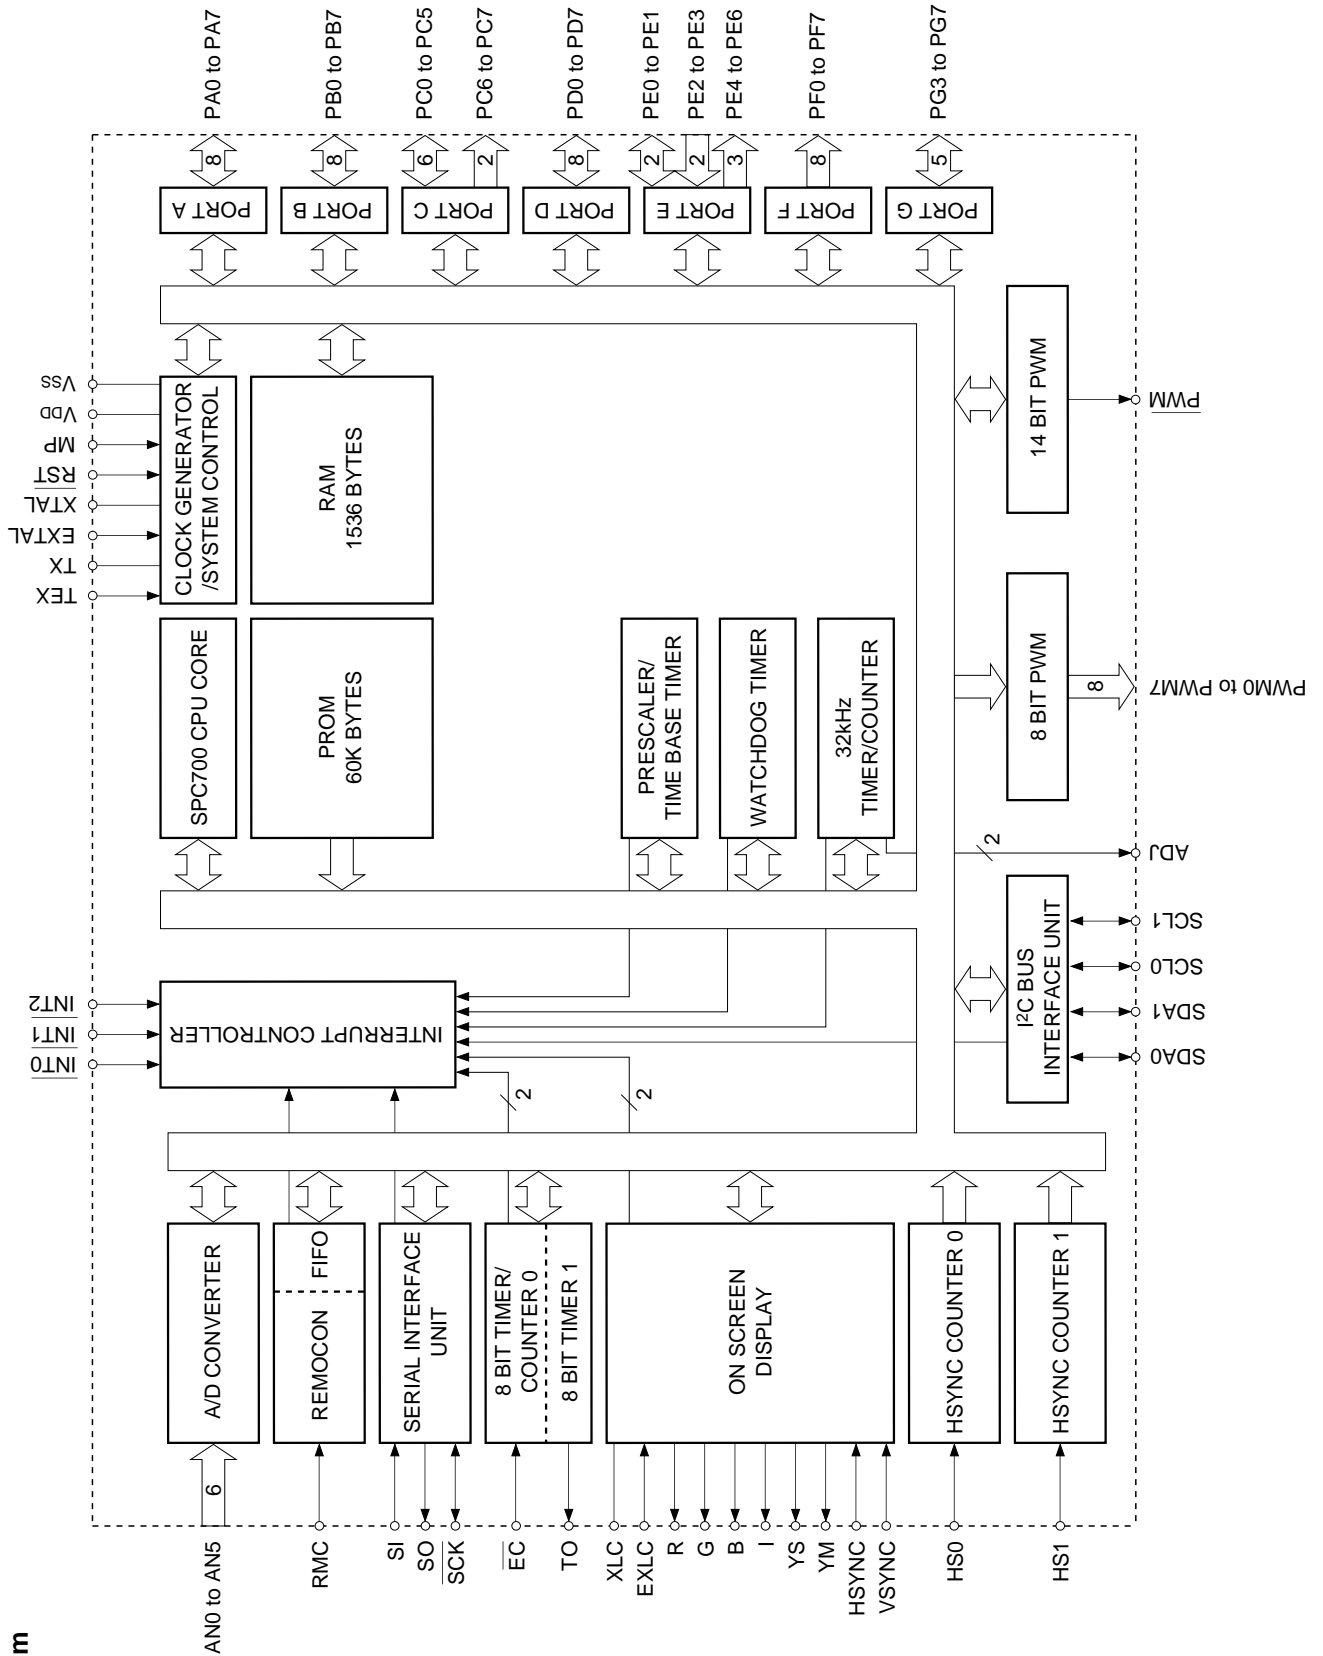 PA0 to PA7
PB0 to PB7
PC0 to PC5
PC6 to PC7
PD0 to PD7
PE0 to PE1
PE2 to PE3
PE4 to PE6
PF0 to PF7
PG3 to PG7
8
8
6
2
8
2
2
3
8
5
PORT A
PORT B
PORT C
PORT D
PORT E
PORT F
PORT G
VSS
VDD
MP
RST
XTAL
EXTAL
TX
TEX
CLOCK GENERATOR
/SYSTEM CONTROL
RAM
1536 BYTES
SPC700 CPU CORE
PROM
60K BYTES
PRESCALER/
TIME BASE TIMER
WATCHDOG TIMER
32kHz
TIMER/COUNTER
14 BIT PWM
PWM
8 BIT PWM
8
PWM0 to PWM7
2
ADJ
I²C BUS
INTERFACE UNIT
SCL1
SCL0
SDA1
SDA0
INT2
INT1
INT0
INTERRUPT CONTROLLER
2
2
A/D CONVERTER
REMOCON
FIFO
SERIAL INTERFACE
UNIT
8 BIT TIMER/
COUNTER 0
8 BIT TIMER 1
ON SCREEN
DISPLAY
HSYNC COUNTER 0
HSYNC COUNTER 1
6
AN0 to AN5
RMC
SI
SO
SCK
EC
TO
XLC
EXLC
R
G
B
I
YS
YM
HSYNC
VSYNC
HS0
HS1
m